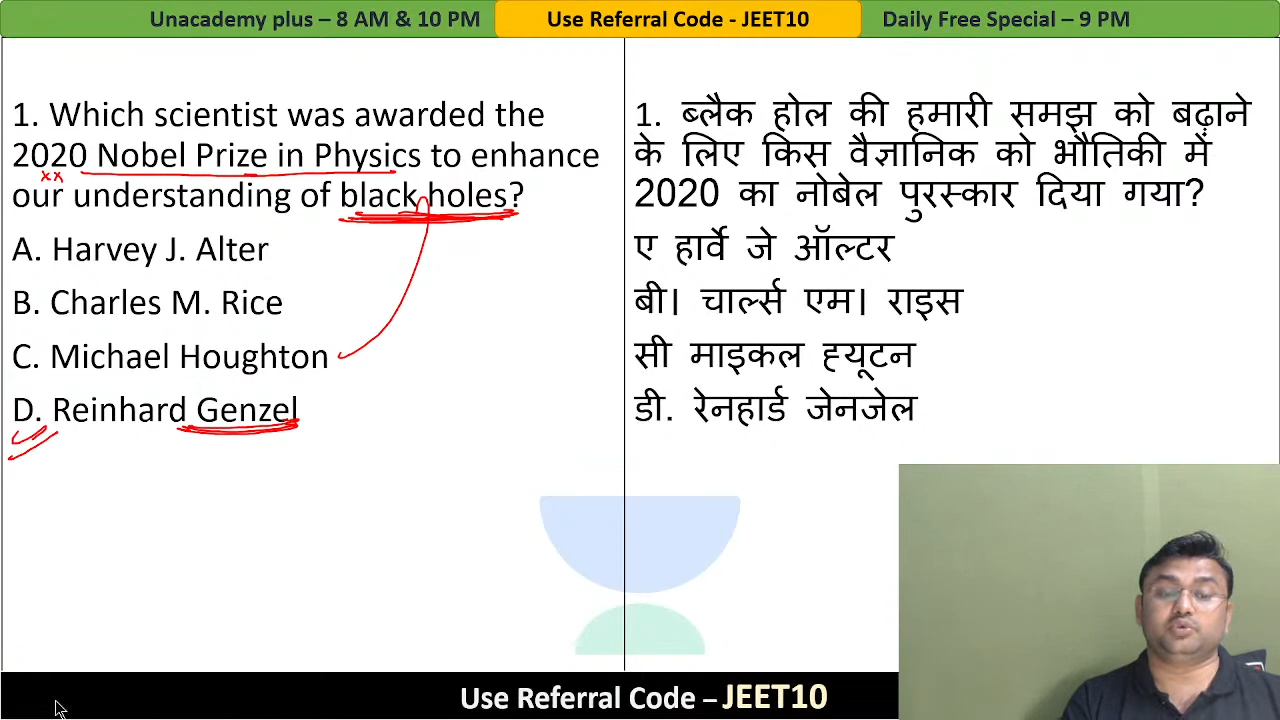 Unacademy plus – 8 AM & 10 PM
Use Referral Code - JEET10
Daily Free Special – 9 PM
1. Which scientist was awarded the
2020 Nobel Prize in Physics to enhance
our understanding of black holes?
A. Harvey J. Alter
B. Charles M. Rice
C. Michael Houghton
D. Reinhard Genzel
1. ब्लैक होल की हमारी समझ को बढ़ाने
के लिए किस वैज्ञानिक को भौतिकी में
2020 का नोबेल पुरस्कार दिया गया?
ए हार्वे जे ऑल्टर
बी। चार्ल्स एम। राइस
सी माइकल ह्यूटन
डी. रेनहार्ड जेनजेल
Use Referral Code – JEET10